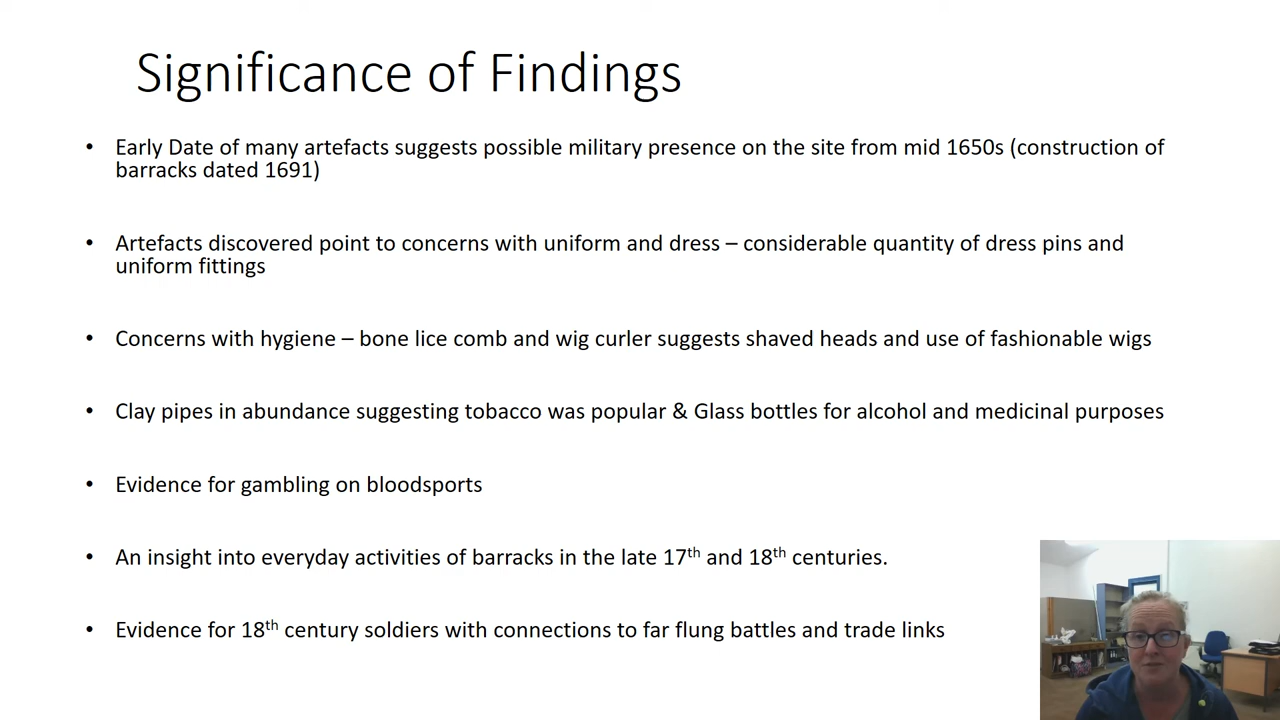 Significance of Findings
• Early Date of many artefacts suggests possible military presence on the site from mid 1650s (construction of
barracks dated 1691)
• Artefacts discovered point to concerns with uniform and dress – considerable quantity of dress pins and
uniform fittings
• Concerns with hygiene – bone lice comb and wig curler suggests shaved heads and use of fashionable wigs
• Clay pipes in abundance suggesting tobacco was popular & Glass bottles for alcohol and medicinal purposes
• Evidence for gambling on bloodsports
• An insight into everyday activities of barracks in the late 17th and 18th centuries.
• Evidence for 18th century soldiers with connections to far flung battles and trade links